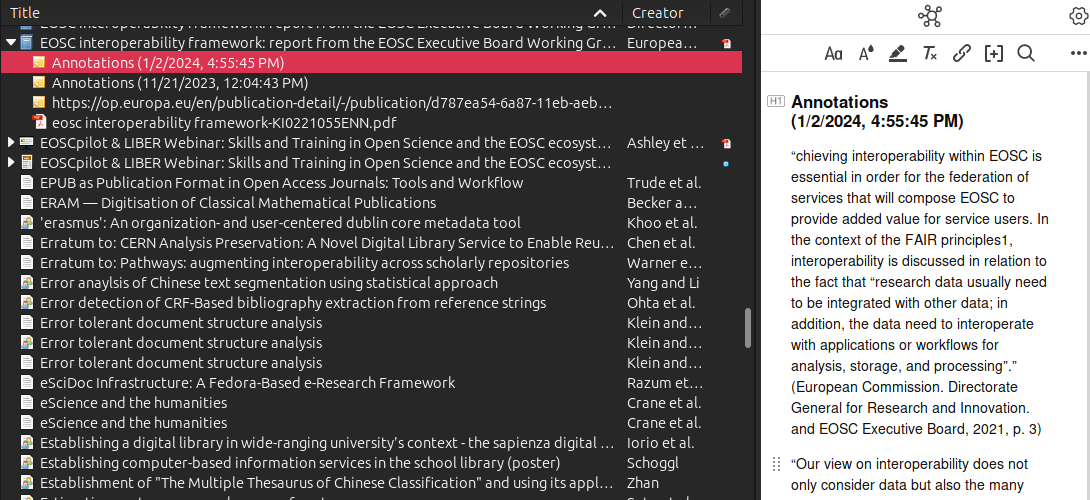 Title Creator
EOSC interoperability framework: report from the EOSC Executive Board Working Gr… Director…
EOSC interoperability framework: report from the EOSC Executive Board Working Gr… Europea…
Annotations (1/2/2024, 4:55:45 PM)
Annotations (11/21/2023, 12:04:43 PM)
https://op.europa.eu/en/publication-detail/-/publication/d787ea54-6a87-11eb-aeb…
eosc interoperability framework-KI0221055ENN.pdf
EOSCpilot & LIBER Webinar: Skills and Training in Open Science and the EOSC ecosyst… Ashley et …
EOSCpilot & LIBER Webinar: Skills and Training in Open Science and the EOSC ecosyst…
EPUB as Publication Format in Open Access Journals: Tools and Workflow Trude et al.
ERAM — Digitisation of Classical Mathematical Publications Becker a…
'erasmus': An organization- and user-centered dublin core metadata tool Khoo et al.
Erratum to: CERN Analysis Preservation: A Novel Digital Library Service to Enable Reu… Chen et al.
Erratum to: Pathways: augmenting interoperability across scholarly repositories Warner e…
Error anaylsis of Chinese text segmentation using statistical approach Yang and Li
Error detection of CRF-Based bibliography extraction from reference strings Ohta et al.
Error tolerant document structure analysis Klein and…
Error tolerant document structure analysis Klein and…
Error tolerant document structure analysis Klein and…
eSciDoc Infrastructure: A Fedora-Based e-Research Framework Razum et…
eScience and the humanities Crane et al.
eScience and the humanities Crane et al.
Establishing a digital library in wide-ranging university's context - the sapienza digital … Iorio et al.
Establishing computer-based information services in the school library (poster) Schoggl
Establishment of "The Multiple Thesaurus of Chinese Classification" and using its appl… Zhan
Aa A T
H1 Annotations
(1/2/2024, 4:55:45 PM)
“chieving interoperability within EOSC is
essential in order for the federation of
services that will compose EOSC to
provide added value for service users. In
the context of the FAIR principles1,
interoperability is discussed in relation to
the fact that “research data usually need
to be integrated with other data; in
addition, the data need to interoperate
with applications or workflows for
analysis, storage, and processing”.”
(European Commission. Directorate
General for Research and Innovation.
and EOSC Executive Board, 2021, p. 3)
“Our view on interoperability does not
only consider data but also the many